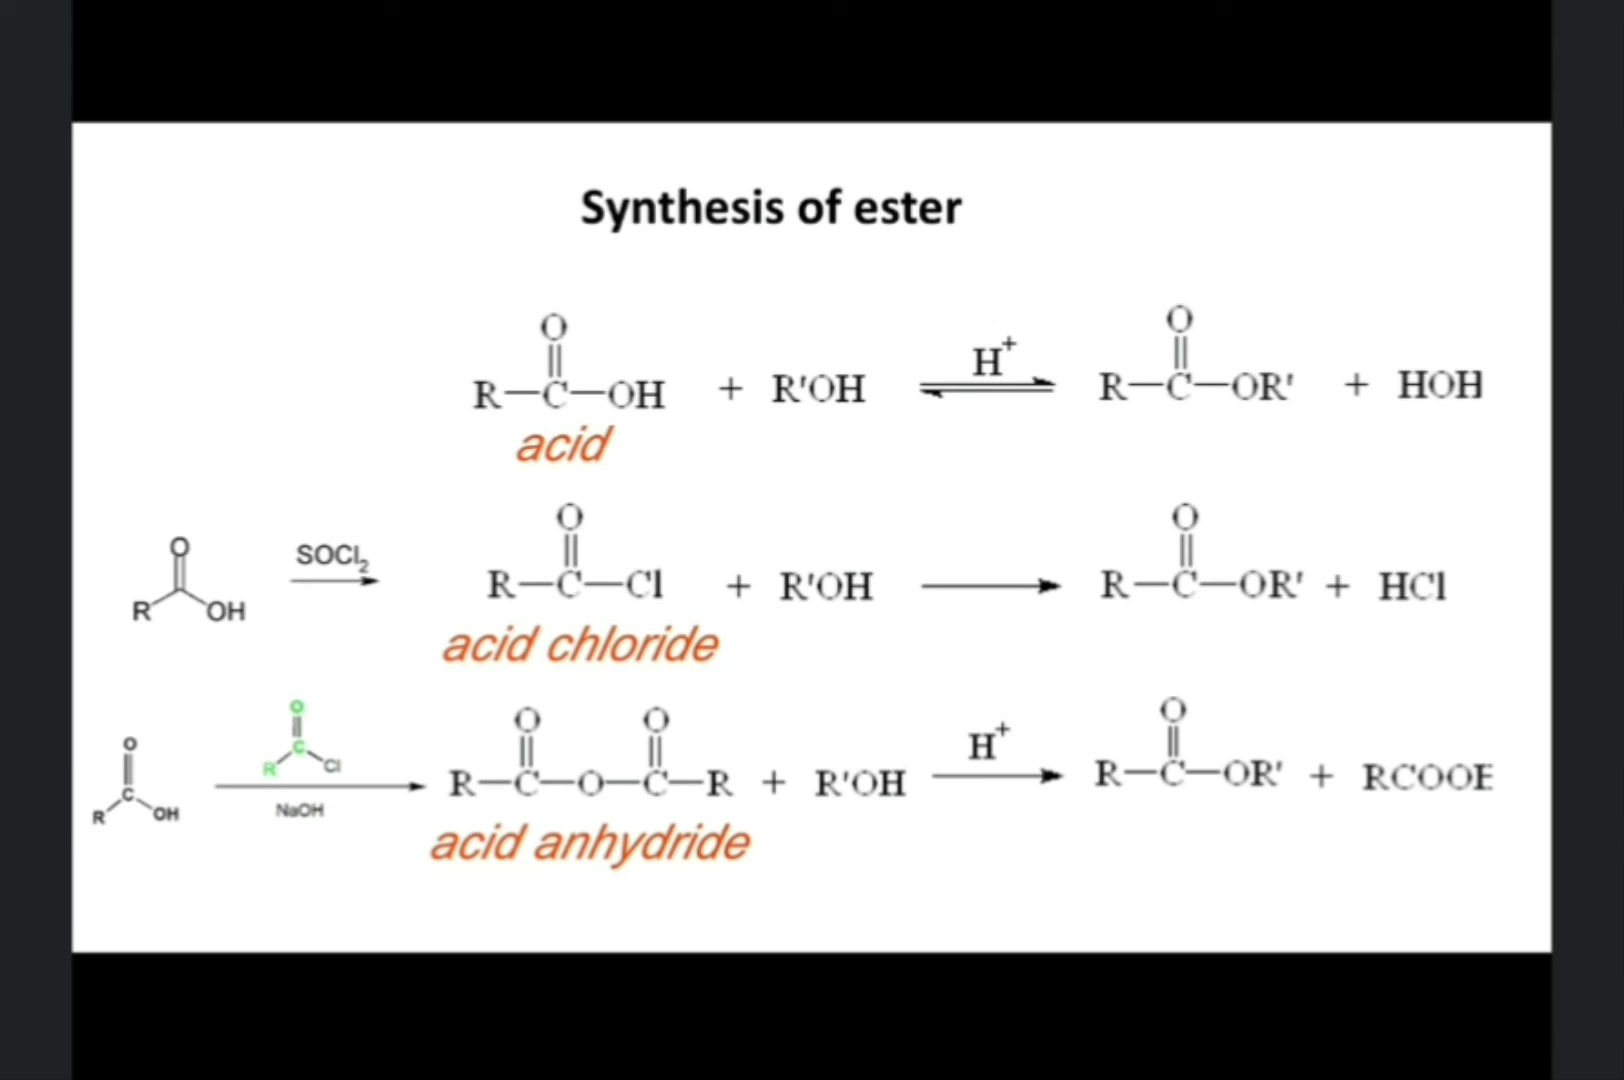 Synthesis of ester
O
R—C—OH + R'OH H+ R—C—OR' + HOH
O
acid
O
R OH
SOCl2
O
R—C—Cl + R'OH
O
R—C—OR' + HCl
acid chloride
O
C
R OH
O
C
R Cl
NaOH
O O
R—C—O—C—R + R'OH
H+
O
R—C—OR' + RCOOE
acid anhydride